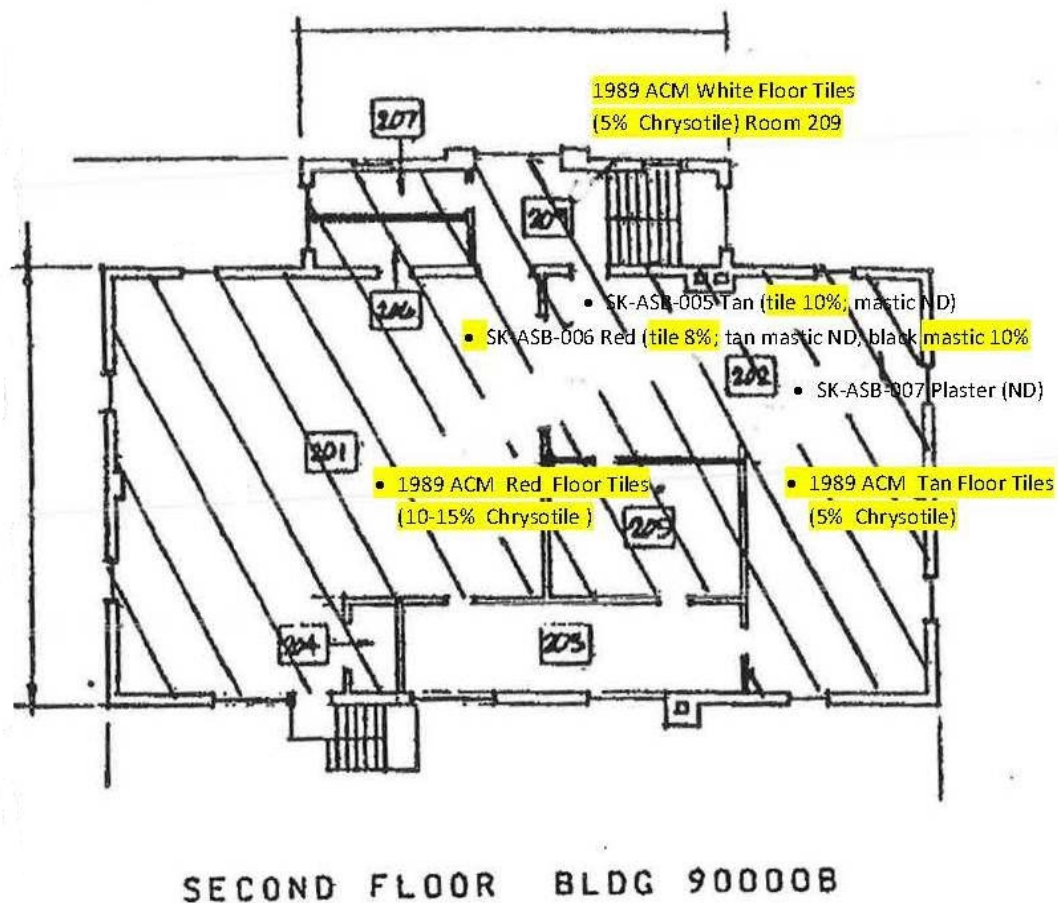 1989 ACM White Floor Tiles
(5% Chrysotile) Room 209
207
206
• SK-ASB-005 Tan (tile 10%; mastic ND)
• SK-ASB-006 Red (tile 8%; tan mastic ND, black mastic 10%
202
• SK-ASB-007 Plaster (ND)
201
• 1989 ACM Red Floor Tiles
(10-15% Chrysotile )
• 1989 ACM Tan Floor Tiles
(5% Chrysotile)
205
204
203
SECOND FLOOR BLDG 90000B